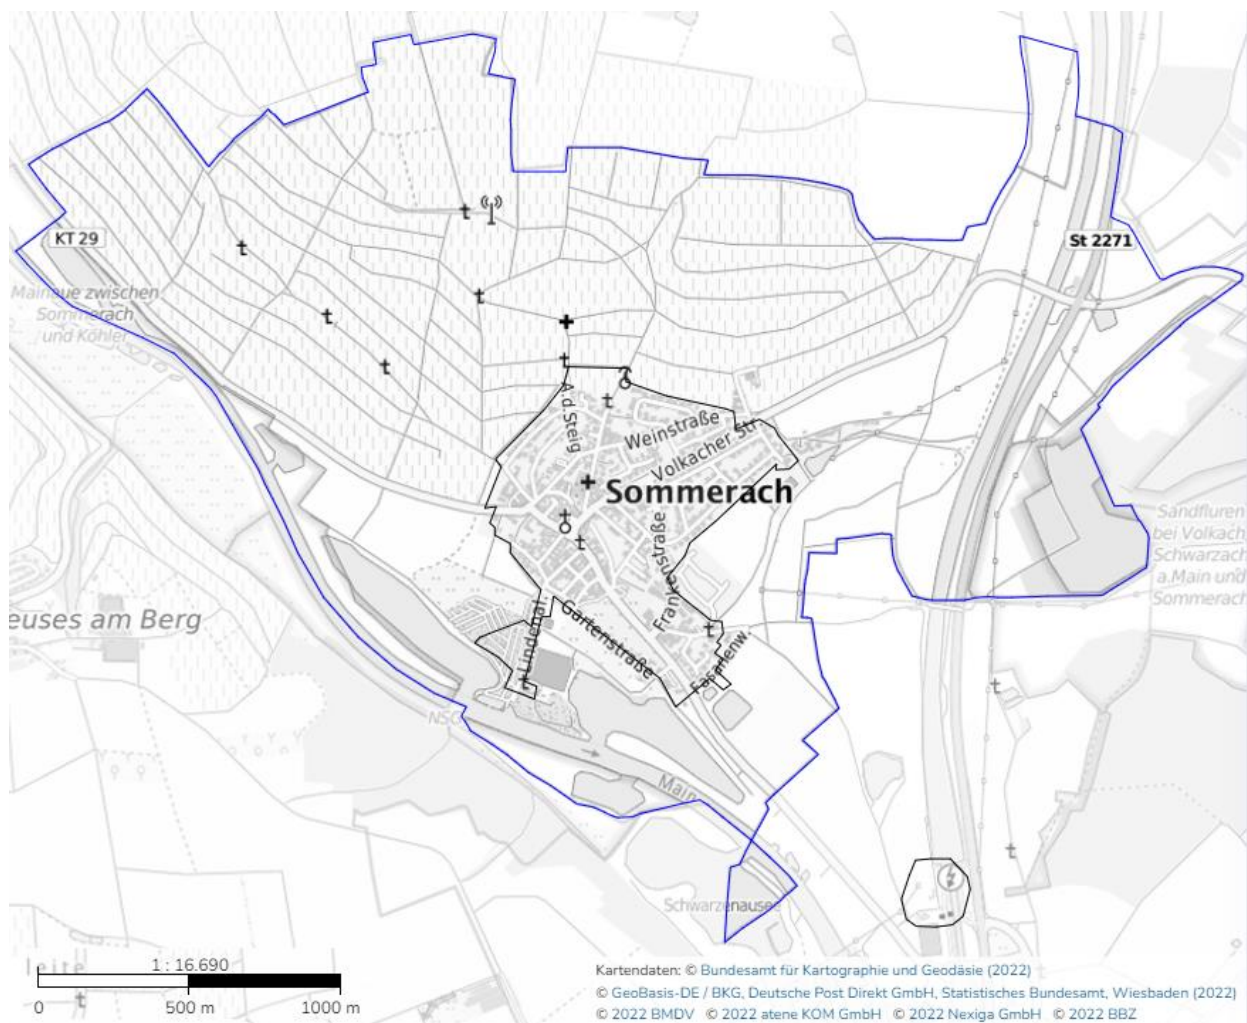 KT 29
St 2271
Mainaue zwischen
Sommerach
und Köhler
A.d.Steig
Weinstraße
Volkacher Str.
Sommerach
Frankenstraße
Sandfluren
bei Volkach,
Schwarzach
a.Main und
Sommerach
euses am Berg
Lindenal
Gartenstraße
Fasanenw.
NSG
Main
Schwarzenausee
leite
1 : 16.690
0 500 m 1000 m
Kartendaten: © Bundesamt für Kartographie und Geodäsie (2022)
© GeoBasis-DE / BKG, Deutsche Post Direkt GmbH, Statistisches Bundesamt, Wiesbaden (2022)
© 2022 BMDV © 2022 atene KOM GmbH © 2022 Nexiga GmbH © 2022 BBZ